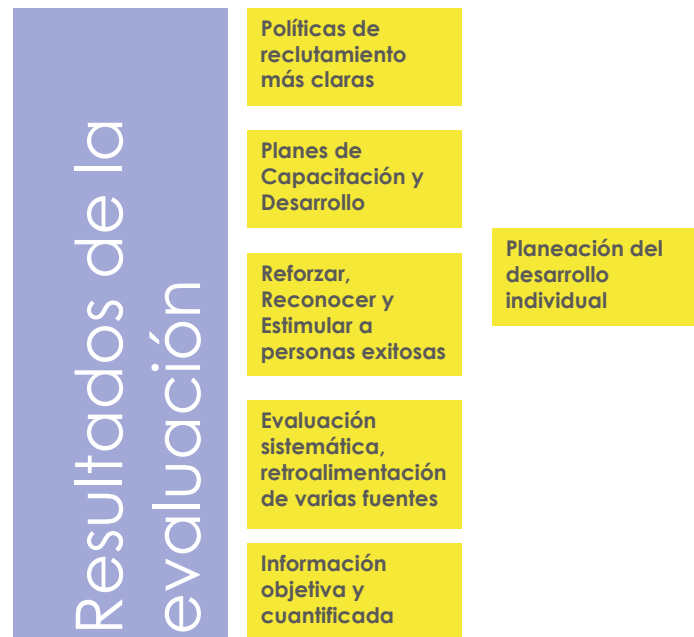 Resultados de la
evaluación
Políticas de
reclutamiento
más claras
Planes de
Capacitación y
Desarrollo
Reforzar,
Reconocer y
Estimular a
personas exitosas
Evaluación
sistemática,
retroalimentación
de varias fuentes
Información
objetiva y
cuantificada
Planeación del
desarrollo
individual